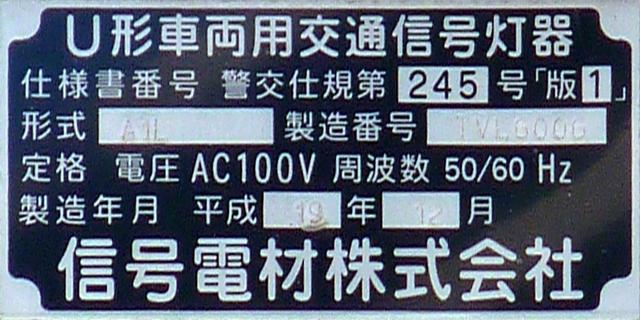 U形車両用交通信号灯器
仕様書番号 警交仕規第 245 号「版1」
形式 A1L 製造番号
定格 電圧 AC100V 周波数 50/60 Hz
製造年月 平成 19 年 12 月
信号電材株式会社